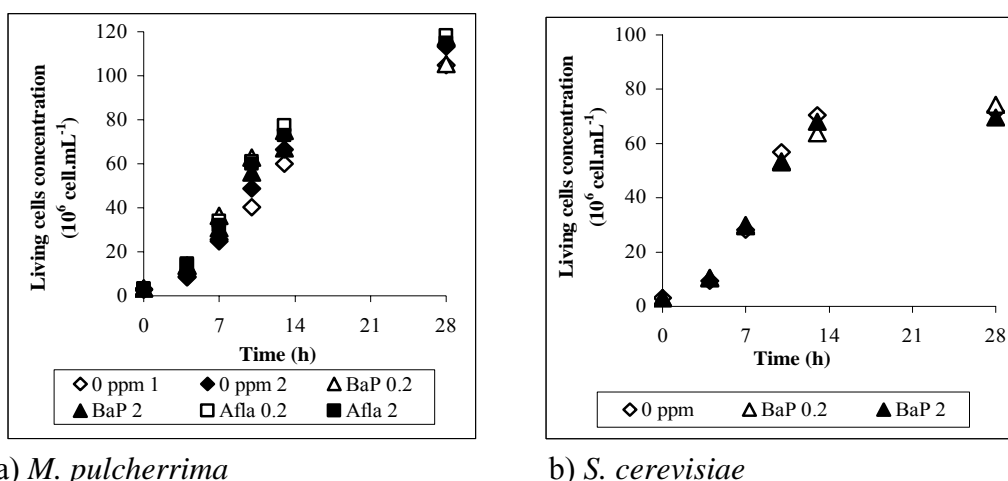 Living cells concentration
(10⁶ cell.mL⁻¹)
120
100
80
60
40
20
0
0 7 14 21 28
Time (h)
0 ppm 1 0 ppm 2 BaP 0.2
BaP 2 Afla 0.2 Afla 2
a) M. pulcherrima
Living cells concentration
(10⁶ cell.mL⁻¹)
100
80
60
40
20
0
0 7 14 21 28
Time (h)
0 ppm BaP 0.2 BaP 2
b) S. cerevisiae